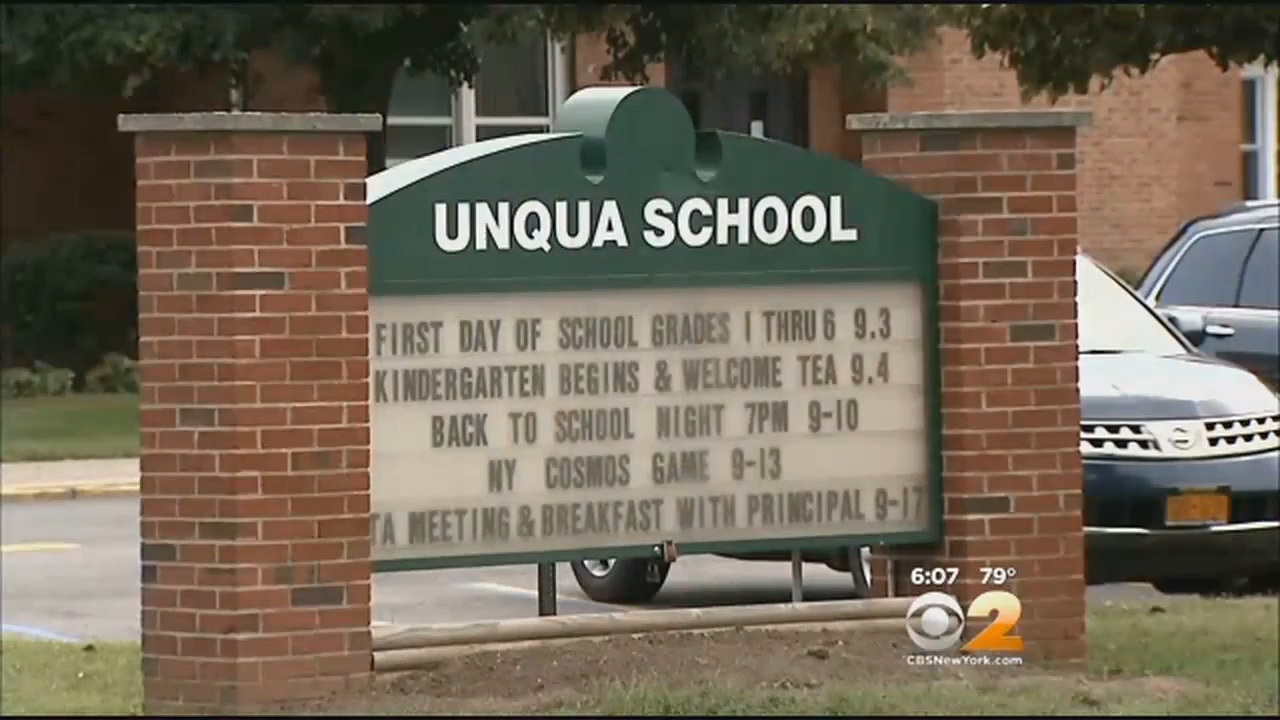 UNQUA SCHOOL
FIRST DAY OF SCHOOL GRADES 1 THRU 6 9.3
KINDERGARTEN BEGINS & WELCOME TEA 9.4
BACK TO SCHOOL NIGHT 7PM 9-10
NY COSMOS GAME 9-13
TA MEETING & BREAKFAST WITH PRINCIPAL 9-17
6:07 79°
2
CBSNewYork.com